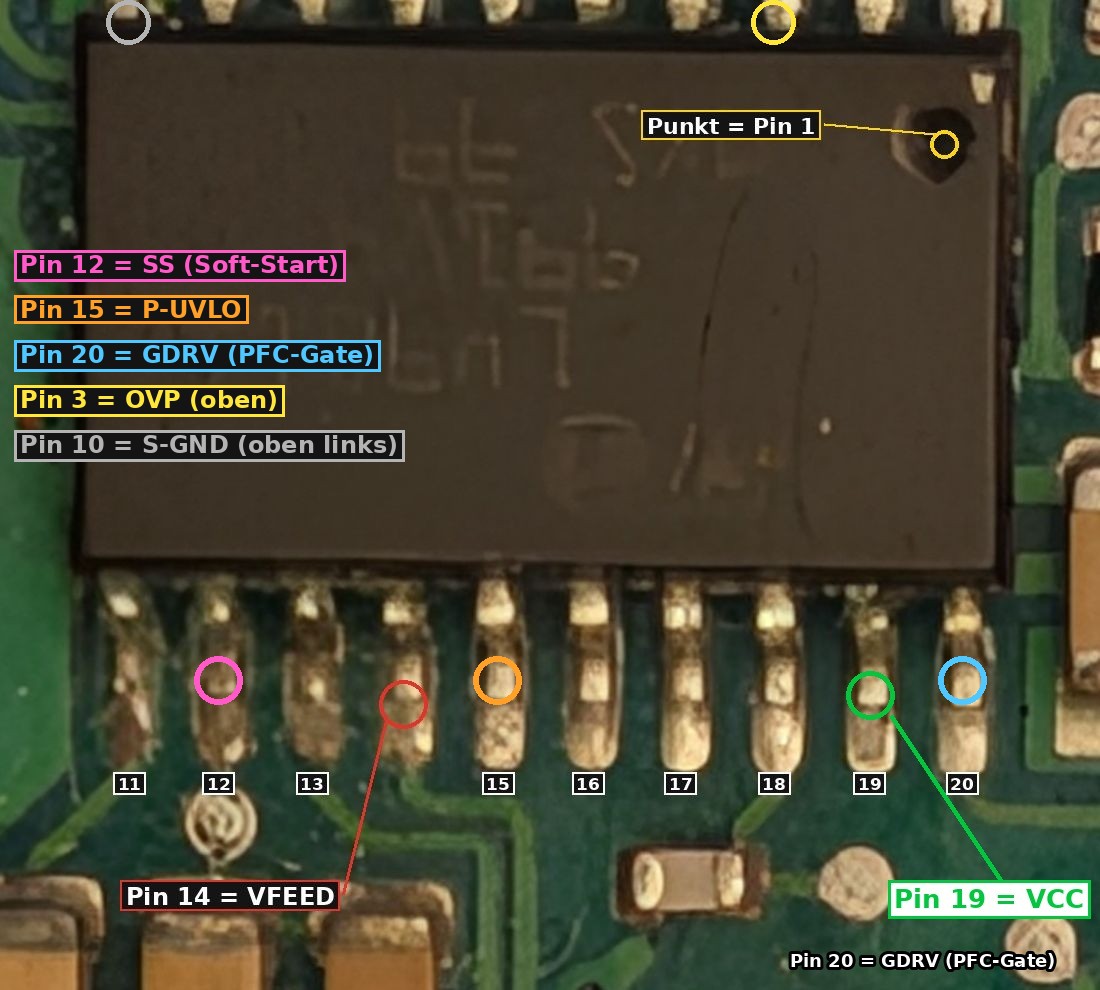 Punkt = Pin 1
Pin 12 = SS (Soft-Start)
Pin 15 = P-UVLO
Pin 20 = GDRV (PFC-Gate)
Pin 3 = OVP (oben)
Pin 10 = S-GND (oben links)
11 12 13 15 16 17 18 19 20
Pin 14 = VFEED
Pin 19 = VCC
Pin 20 = GDRV (PFC-Gate)